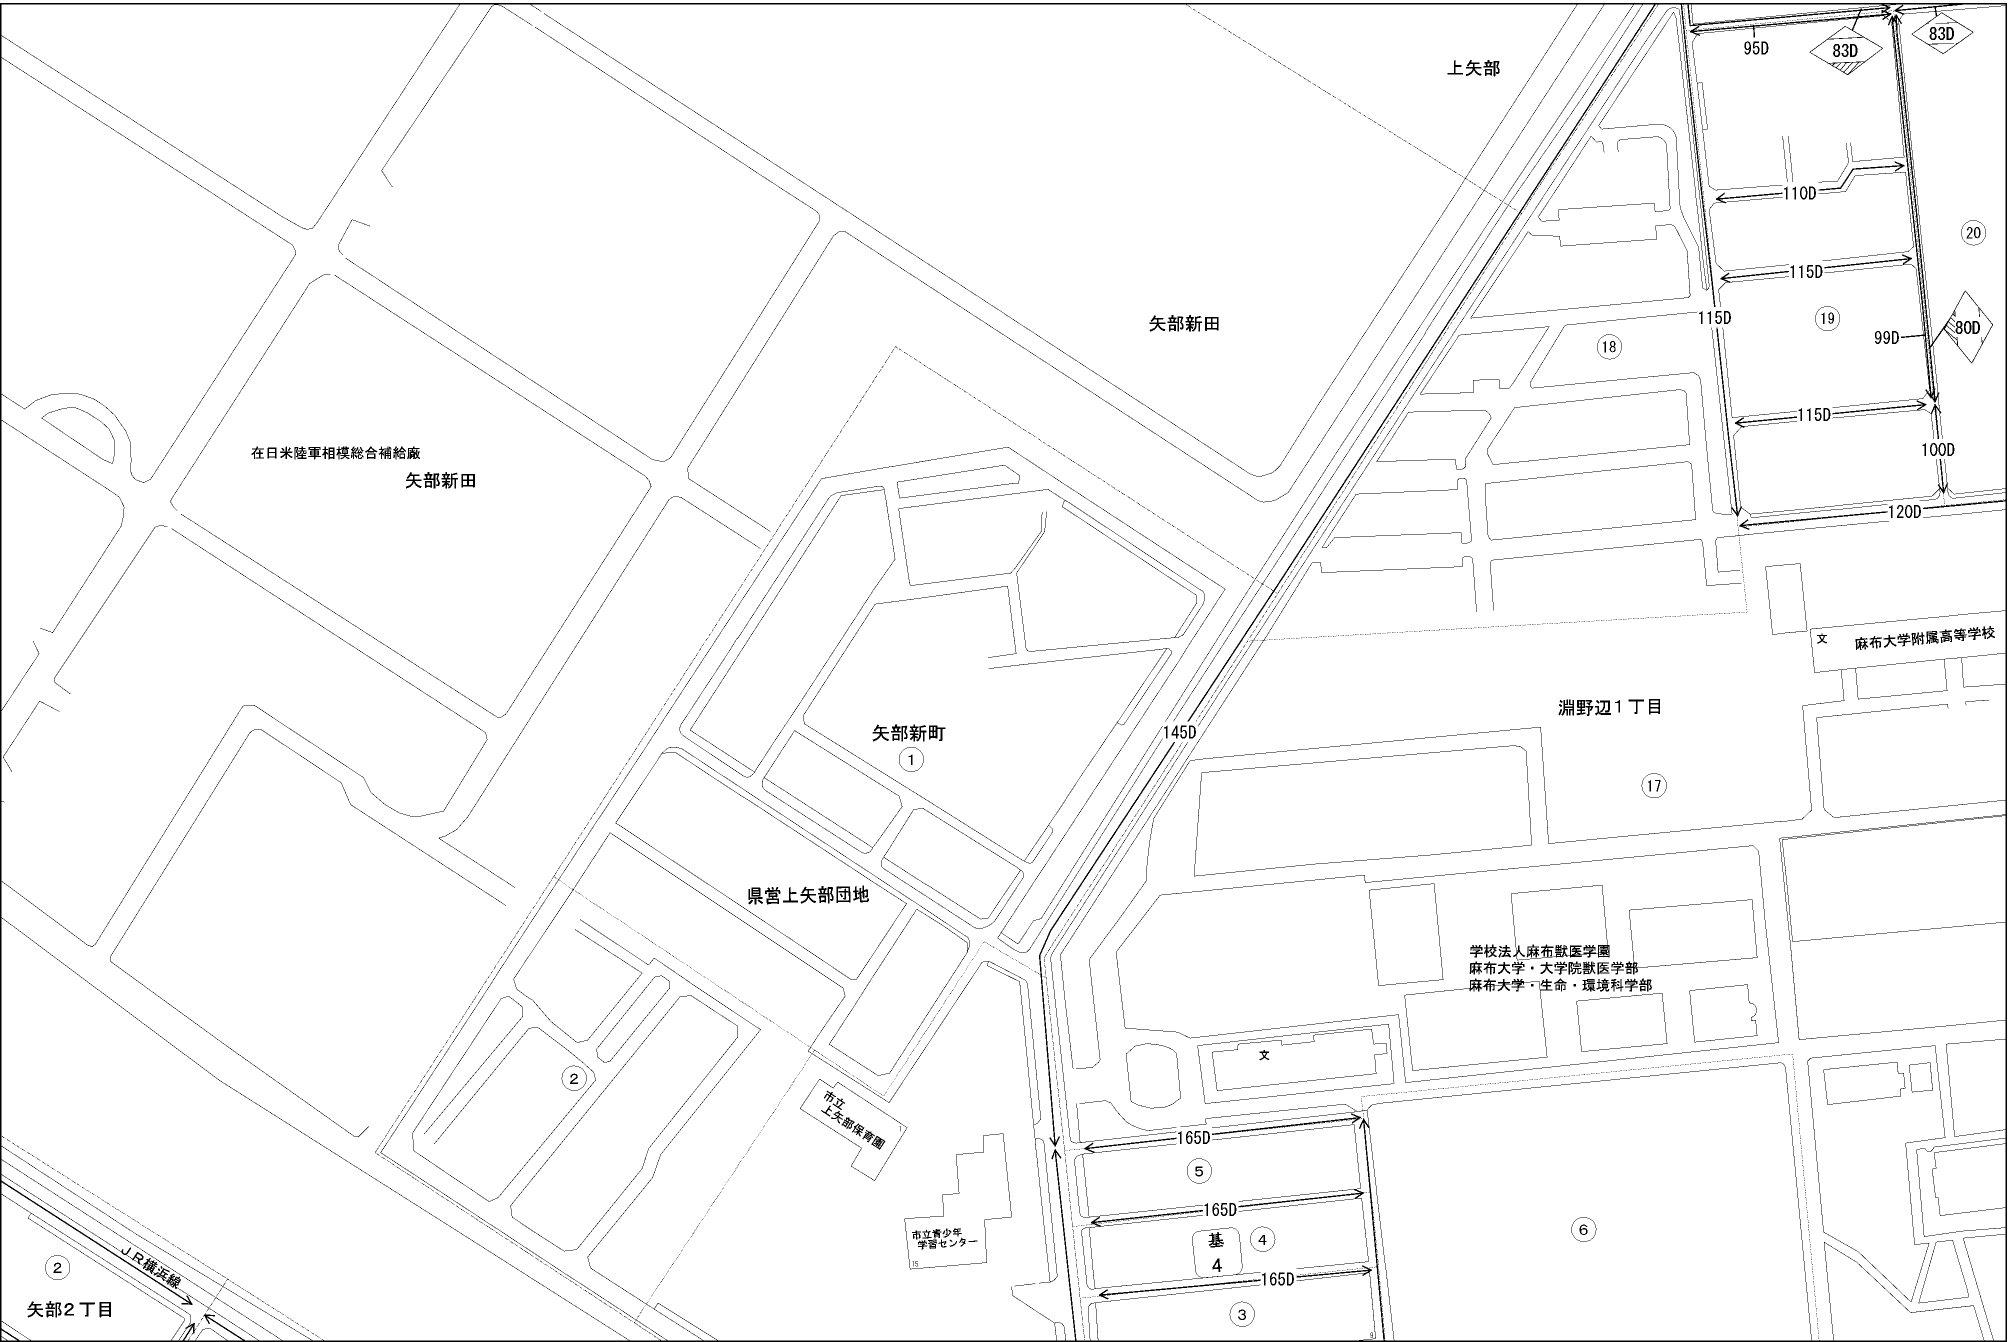 上矢部
95D
83D
83D
110D
115D
20
矢部新田
115D
19
99D
80D
18
115D
100D
在日米陸軍相模総合補給廠
矢部新田
120D
文
麻布大学附属高等学校
淵野辺1丁目
矢部新町
1
145D
17
県営上矢部団地
学校法人麻布獣医学園
麻布大学・大学院獣医学部
麻布大学・生命・環境科学部
文
2
市立
上矢部保育園
165D
5
165D
市立青少年
学習センター
15
基
4
4
6
165D
3
JR横浜線
2
矢部2丁目